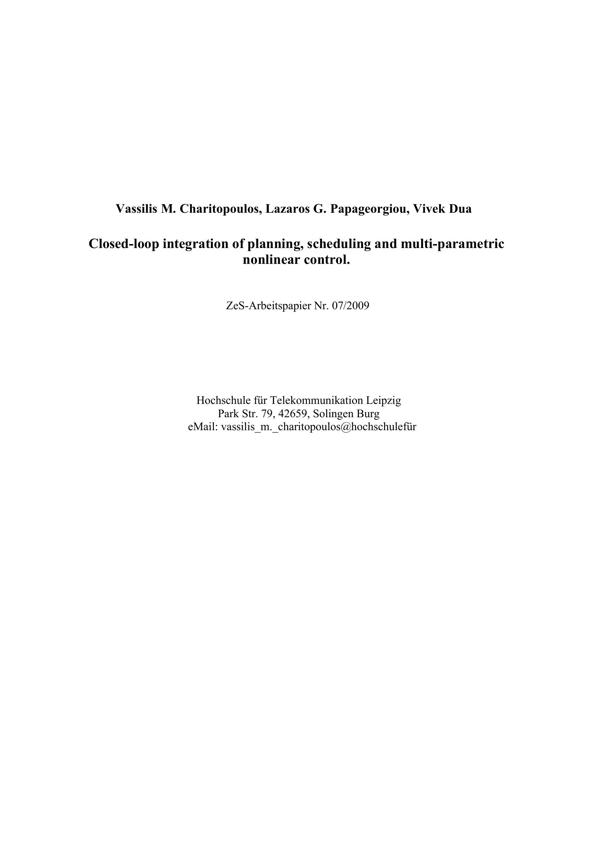 Vassilis M. Charitopoulos, Lazaros G. Papageorgiou, Vivek Dua
Closed-loop integration of planning, scheduling and multi-parametric
nonlinear control.
ZeS-Arbeitspapier Nr. 07/2009
Hochschule für Telekommunikation Leipzig
Park Str. 79, 42659, Solingen Burg
eMail: vassilis_m._charitopoulos@hochschulefür